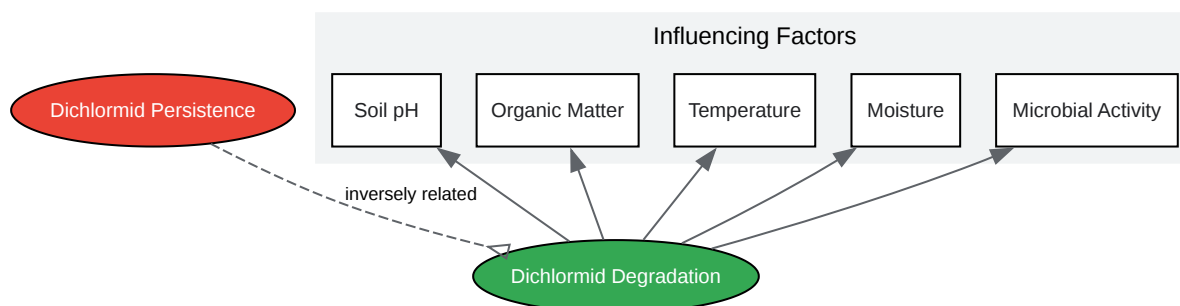 Influencing Factors
Dichlormid Persistence
Soil pH
Organic Matter
Temperature
Moisture
Microbial Activity
inversely related
Dichlormid Degradation